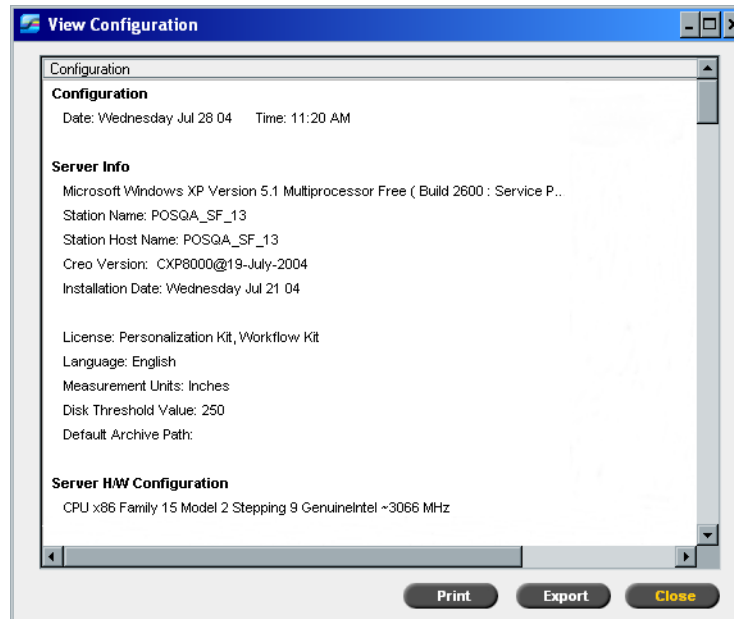 View Configuration
Configuration
Configuration
Date: Wednesday Jul 28 04 Time: 11:20 AM
Server Info
Microsoft Windows XP Version 5.1 Multiprocessor Free ( Build 2600 : Service P..
Station Name: POSQA_SF_13
Station Host Name: POSQA_SF_13
Creo Version: CXP8000@19-July-2004
Installation Date: Wednesday Jul 21 04
License: Personalization Kit, Workflow Kit
Language: English
Measurement Units: Inches
Disk Threshold Value: 250
Default Archive Path:
Server H/W Configuration
CPU x86 Family 15 Model 2 Stepping 9 GenuineIntel ~3066 MHz
Print Export Close